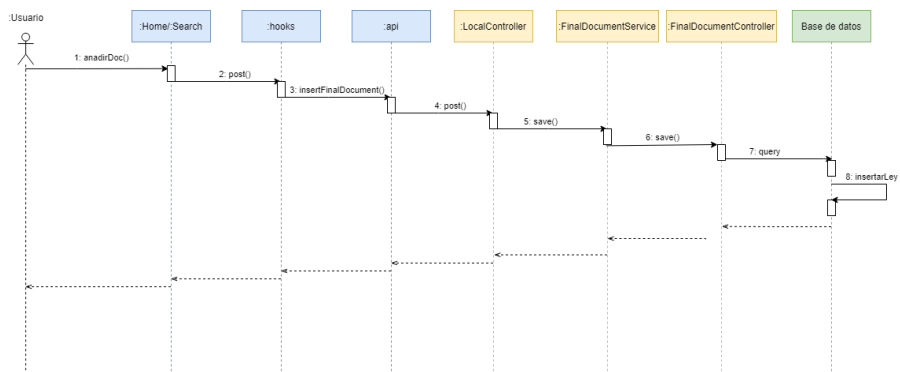 :Usuario
:Home/:Search
:hooks
:api
:LocalController
:FinalDocumentService
:FinalDocumentController
Base de datos
1: anadirDoc()
2: post()
3: insertFinalDocument()
4: post()
5: save()
6: save()
7: query
8: insertarLey